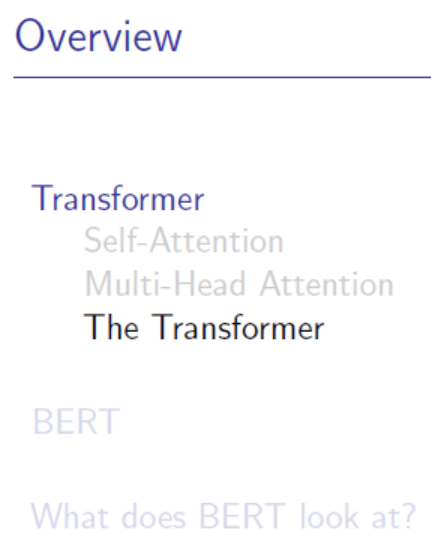 Overview
Transformer
Self-Attention
Multi-Head Attention
The Transformer
BERT
What does BERT look at?